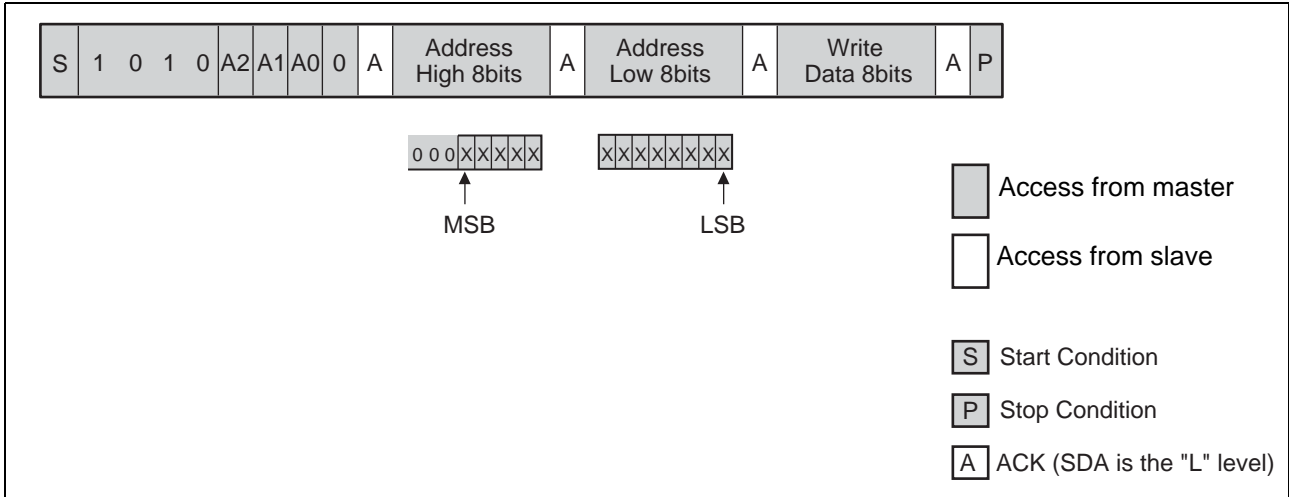 S 1 0 1 0 A2 A1 A0 0 A Address High 8bits A Address Low 8bits A Write Data 8bits A P
0 0 0 X X X X X X X X X X X X X
MSB LSB
Access from master
Access from slave
S Start Condition
P Stop Condition
A ACK (SDA is the "L" level)